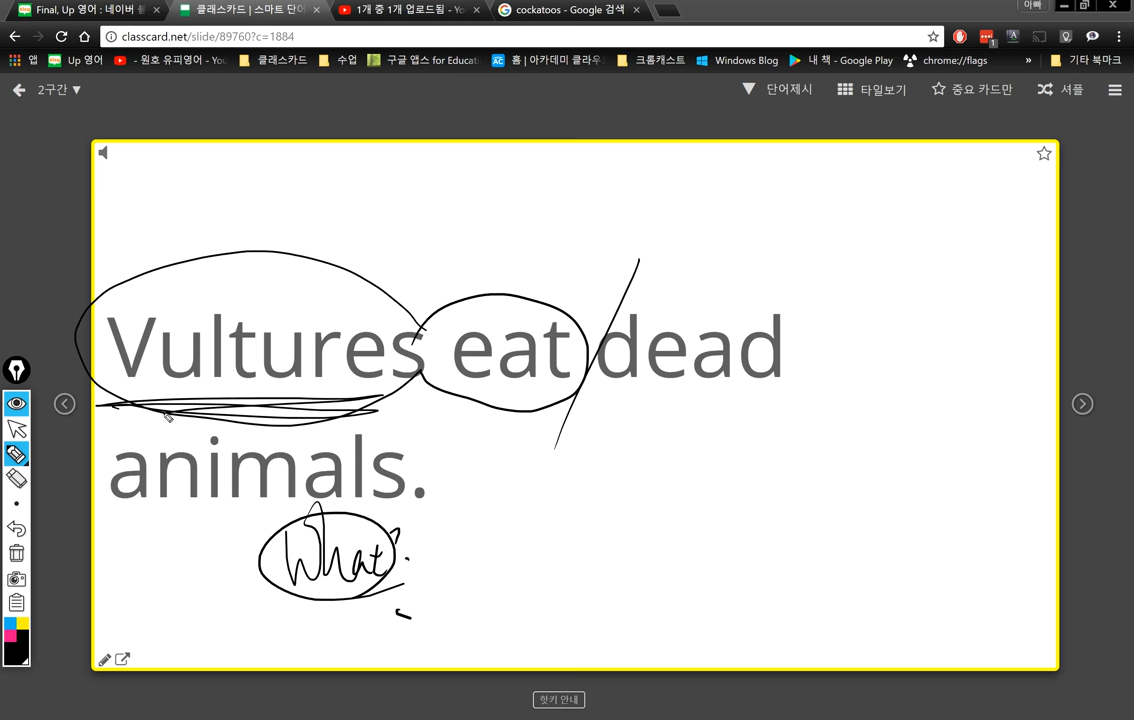 Final, Up 영어 : 네이버 블
클래스카드 | 스마트 단어
1개 중 1개 업로드됨 - Yo
cockatoos - Google 검색
아빠
classcard.net/slide/89760?c=1884
1
앱
Up 영어
- 원호 유피영어 - You
클래스카드
수업
구글 앱스 for Educati
홈 | 아카데미 클라우
크롬캐스트
Windows Blog
내 책 - Google Play
chrome://flags
»
기타 북마크
2구간 ▼
단어제시
타일보기
중요 카드만
셔플
Vultures eat dead
animals.
What?
핫키 안내